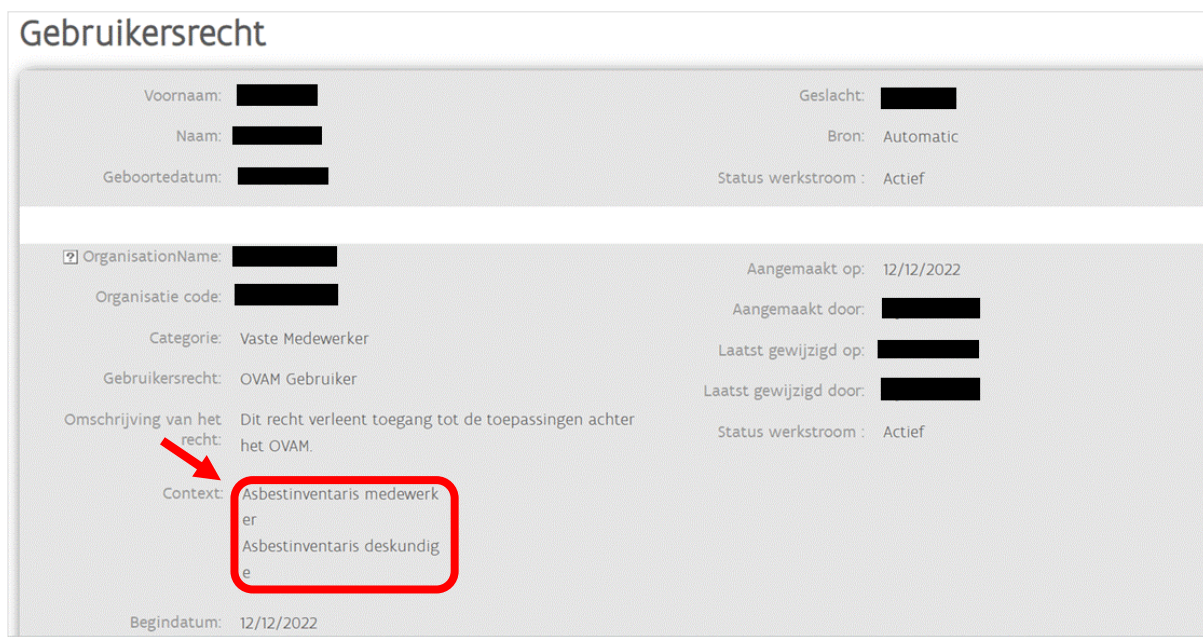 Gebruikersrecht
Voornaam:
Geslacht:
Naam:
Bron: Automatic
Geboortedatum:
Status werkstroom : Actief
? OrganisationName:
Aangemaakt op: 12/12/2022
Organisatie code:
Aangemaakt door:
Categorie: Vaste Medewerker
Laatst gewijzigd op:
Gebruikersrecht: OVAM Gebruiker
Laatst gewijzigd door:
Omschrijving van het recht: Dit recht verleent toegang tot de toepassingen achter
het OVAM.
Status werkstroom : Actief
Context: Asbestinventaris medewerk
er
Asbestinventaris deskundig
e
Begindatum: 12/12/2022